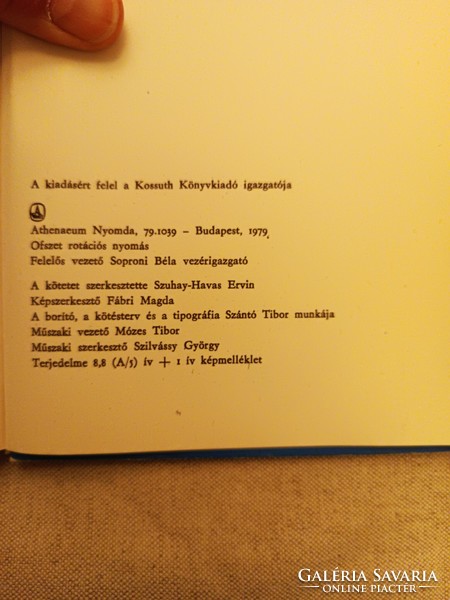 A kiadásért felel a Kossuth Könyvkiadó igazgatója
Athenaeum Nyomda, 79.1039 – Budapest, 1979
Ofszet rotációs nyomás
Felelős vezető Soproni Béla vezérigazgató
A kötetet szerkesztette Szuhay-Havas Ervin
Képszerkesztő Fábri Magda
A borító, a kötésterv és a tipográfia Szántó Tibor munkája
Műszaki vezető Mózes Tibor
Műszaki szerkesztő Szilvássy György
Terjedelme 8,8 (A/5) ív + 1 ív képmelléklet
GALÉRIA SAVARIA
ONLINE PIACTÉR